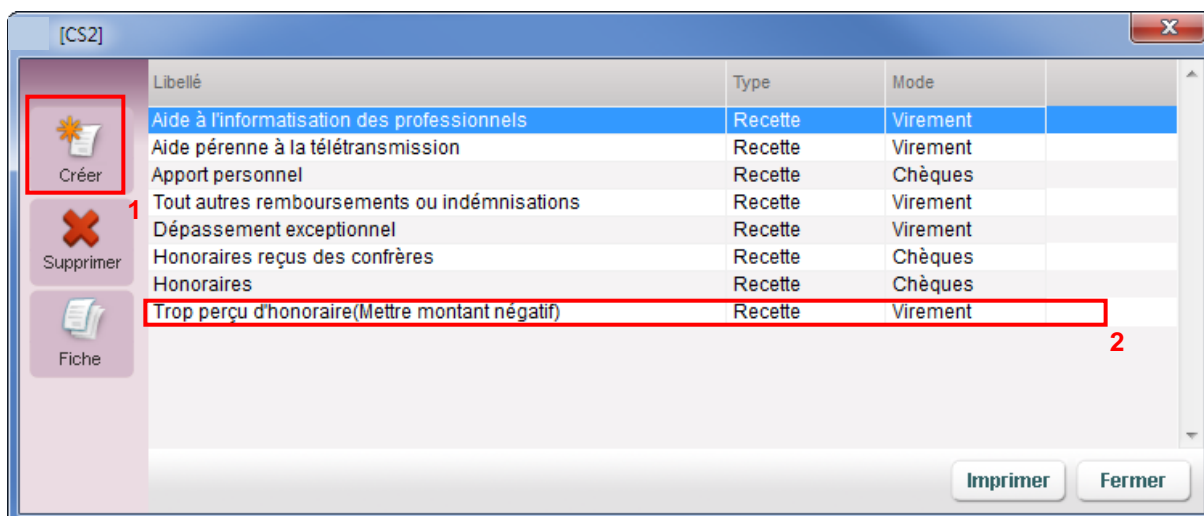 [CS2]
x
Libellé Type Mode
Créer
1
Supprimer
Fiche
Aide à l'informatisation des professionnels Recette Virement
Aide pérenne à la télétransmission Recette Virement
Apport personnel Recette Chèques
Tout autres remboursements ou indémnisations Recette Virement
Dépassement exceptionnel Recette Virement
Honoraires reçus des confrères Recette Chèques
Honoraires Recette Chèques
Trop perçu d'honoraire(Mettre montant négatif) Recette Virement
2
Imprimer Fermer